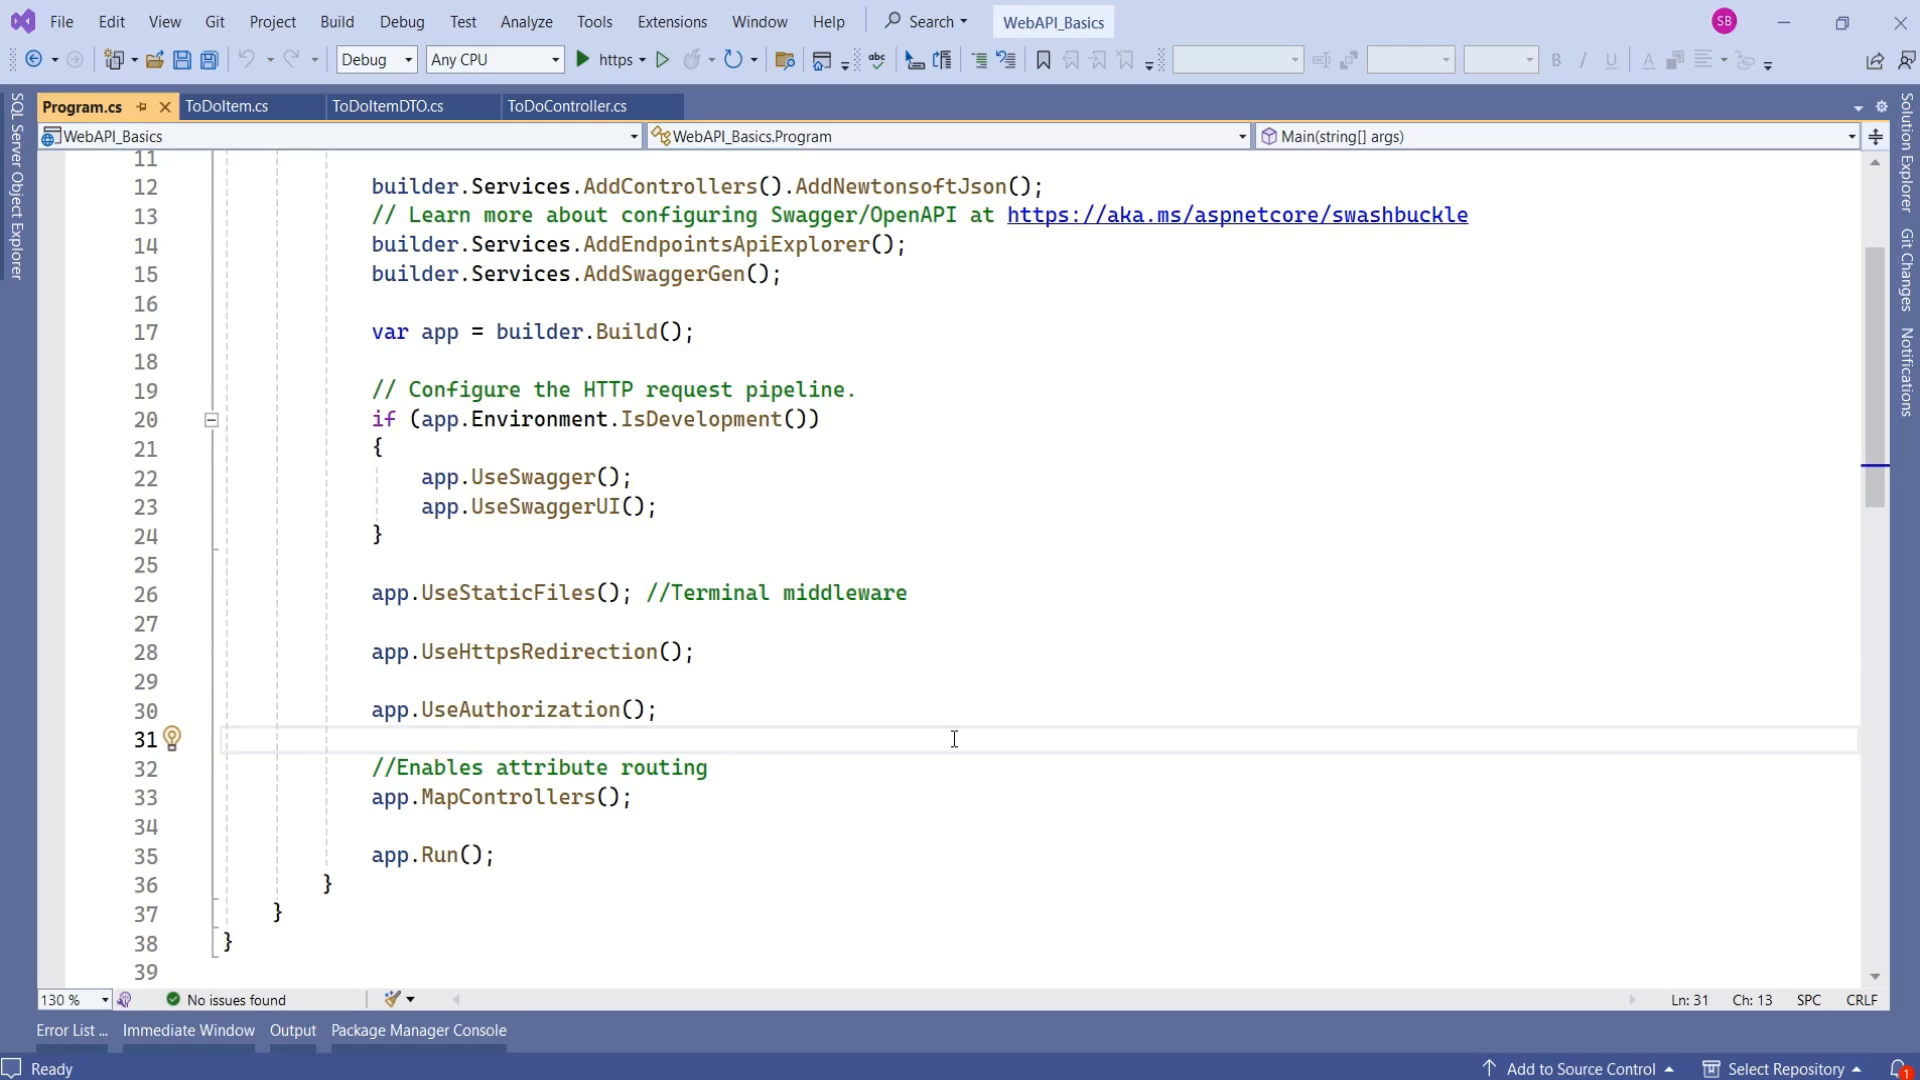 File Edit View Git Project Build Debug Test Analyze Tools Extensions Window Help Search WebAPI_Basics SB
Debug Any CPU https
Program.cs ToDoItem.cs ToDoItemDTO.cs ToDoController.cs
WebAPI_Basics WebAPI_Basics.Program Main(string[] args)
SQL Server Object Explorer
Solution Explorer
Git Changes
Notifications
11
12 builder.Services.AddControllers().AddNewtonsoftJson();
13 // Learn more about configuring Swagger/OpenAPI at https://aka.ms/aspnetcore/swashbuckle
14 builder.Services.AddEndpointsApiExplorer();
15 builder.Services.AddSwaggerGen();
16
17 var app = builder.Build();
18
19 // Configure the HTTP request pipeline.
20 if (app.Environment.IsDevelopment())
21 {
22 app.UseSwagger();
23 app.UseSwaggerUI();
24 }
25
26 app.UseStaticFiles(); //Terminal middleware
27
28 app.UseHttpsRedirection();
29
30 app.UseAuthorization();
31
32 //Enables attribute routing
33 app.MapControllers();
34
35 app.Run();
36 }
37 }
38 }
39
130 % No issues found Ln: 31 Ch: 13 SPC CRLF
Error List ... Immediate Window Output Package Manager Console
Ready Add to Source Control Select Repository 1